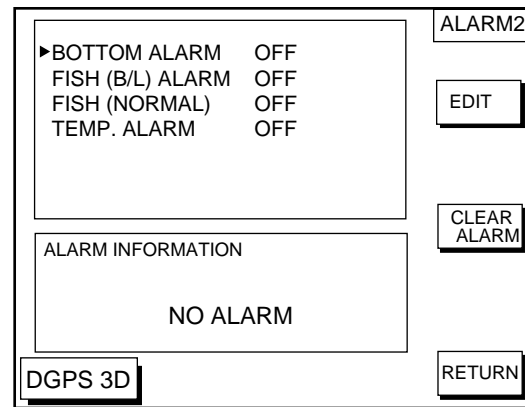 ALARM2
▶BOTTOM ALARM OFF
FISH (B/L) ALARM OFF
FISH (NORMAL) OFF
TEMP. ALARM OFF
EDIT
CLEAR
ALARM
ALARM INFORMATION
NO ALARM
DGPS 3D
RETURN